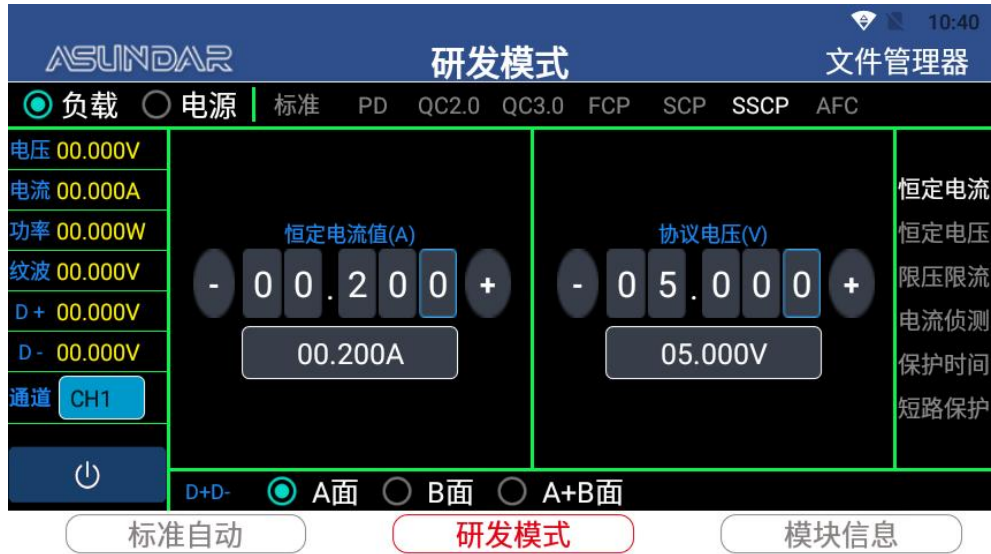 10:40
ASUNDAR 研发模式 文件管理器
负载 电源 标准 PD QC2.0 QC3.0 FCP SCP SSCP AFC
电压 00.000V
电流 00.000A
功率 00.000W
纹波 00.000V
D+ 00.000V
D- 00.000V
通道 CH1
恒定电流值(A)
- 0 0 . 2 0 0 +
00.200A
协议电压(V)
- 0 5 . 0 0 0 +
05.000V
恒定电流
恒定电压
限压限流
电流侦测
保护时间
短路保护
D+D- A面 B面 A+B面
标准自动 研发模式 模块信息